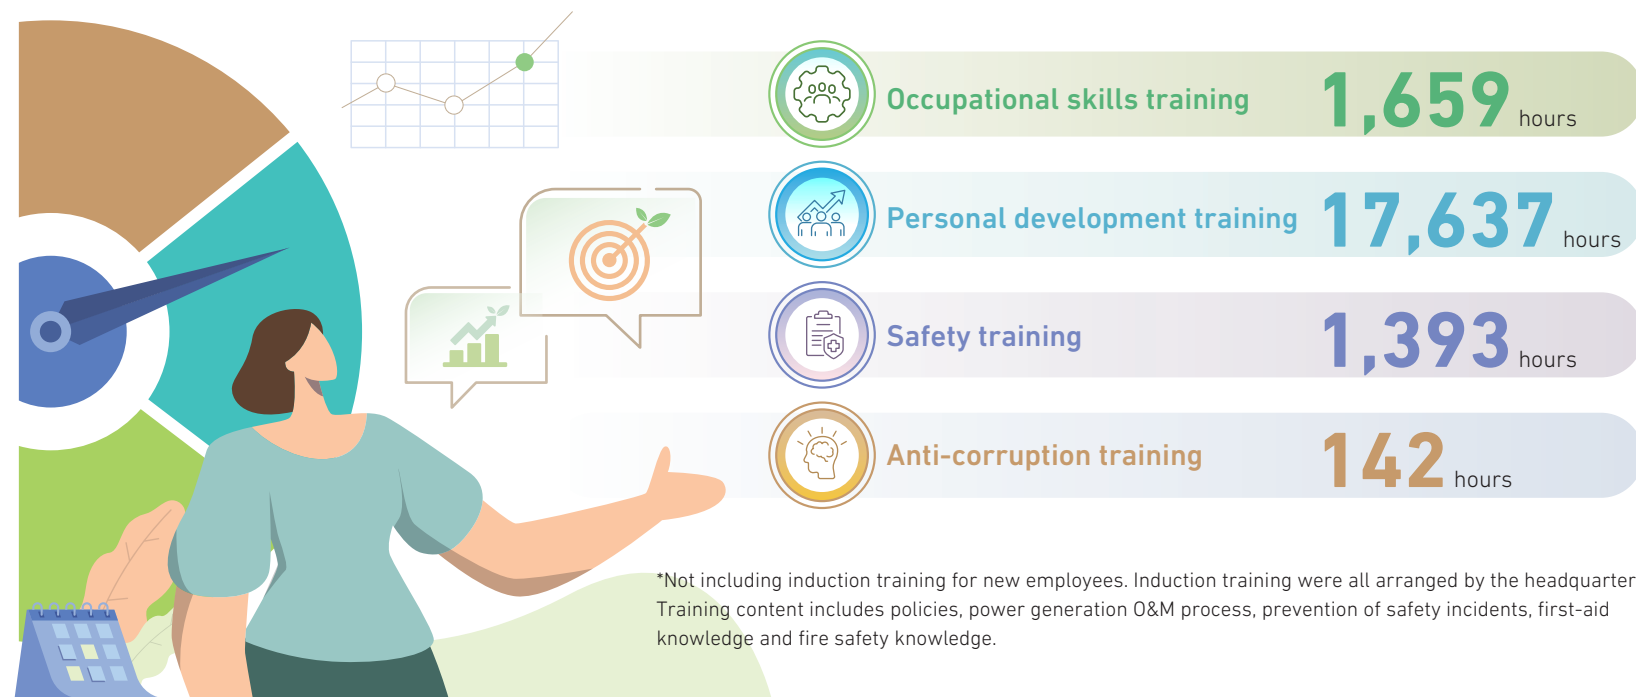 Occupational skills training 1,659 hours
Personal development training 17,637 hours
Safety training 1,393 hours
Anti-corruption training 142 hours
*Not including induction training for new employees. Induction training were all arranged by the headquarter
Training content includes policies, power generation O&M process, prevention of safety incidents, first-aid
knowledge and fire safety knowledge.